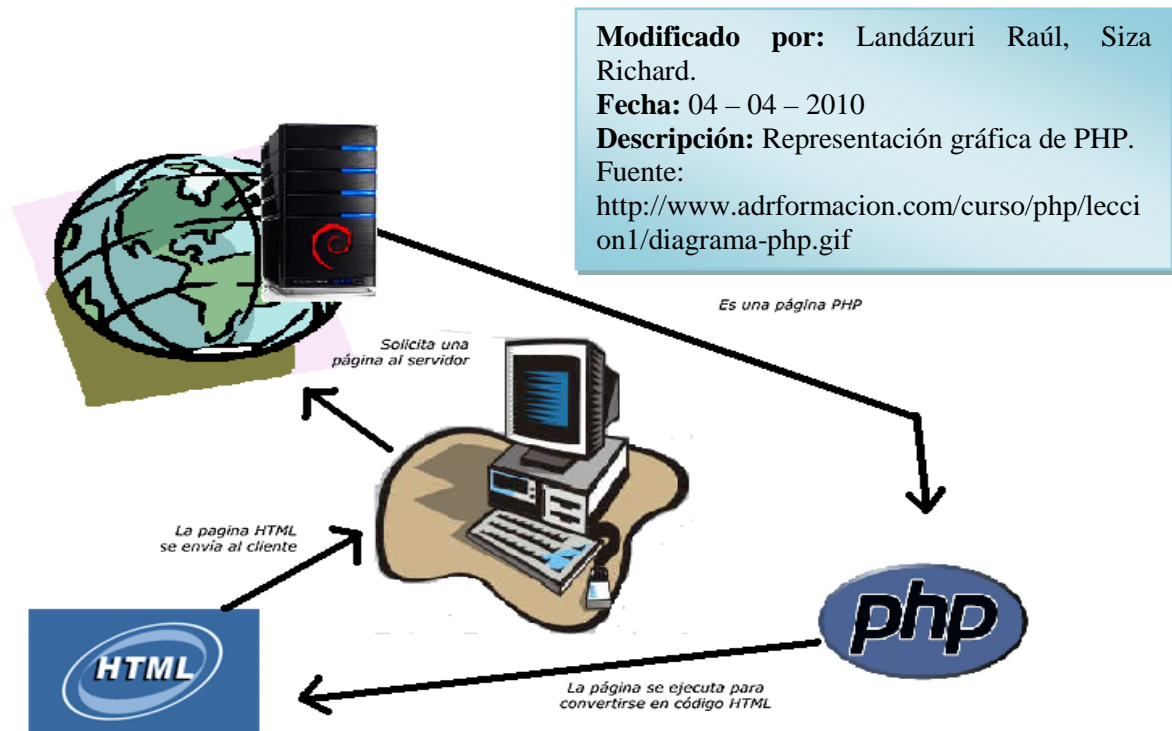 Modificado por: Landázuri Raúl, Siza
Richard.
Fecha: 04 – 04 – 2010
Descripción: Representación gráfica de PHP.
Fuente:
http://www.adrformacion.com/curso/php/lecci
on1/diagrama-php.gif
Es una página PHP
Solicita una
página al servidor
La pagina HTML
se envía al cliente
php
HTML
La página se ejecuta para
convertirse en código HTML